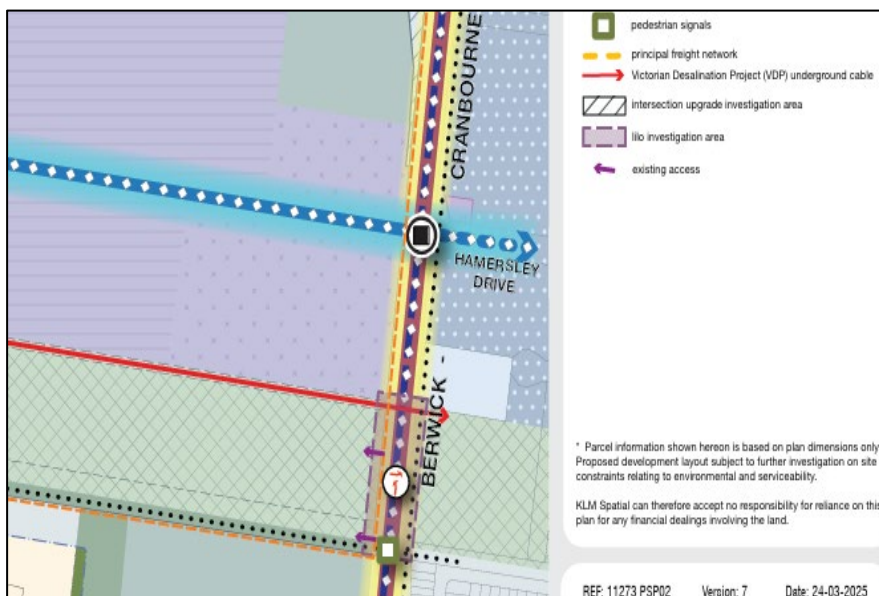 CRANBOURNE
HAMERSLEY
DRIVE
BERWICK -
pedestrian signals
principal freight network
Victorian Desalination Project (VDP) underground cable
intersection upgrade investigation area
lilo investigation area
existing access
* Parcel information shown hereon is based on plan dimensions only
Proposed development layout subject to further investigation on site
constraints relating to environmental and serviceability.
KLM Spatial can therefore accept no responsibility for reliance on this
plan for any financial dealings involving the land.
REF: 11273 PSP02 Version: 7 Date: 24-03-2025